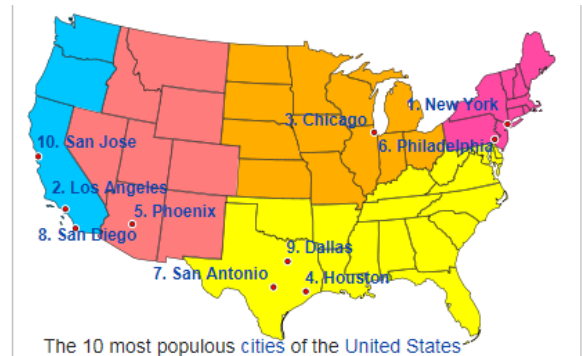 1. New York
3. Chicago
6. Philadelphia
10. San Jose
2. Los Angeles
5. Phoenix
8. San Diego
9. Dallas
7. San Antonio
4. Houston
The 10 most populous cities of the United States